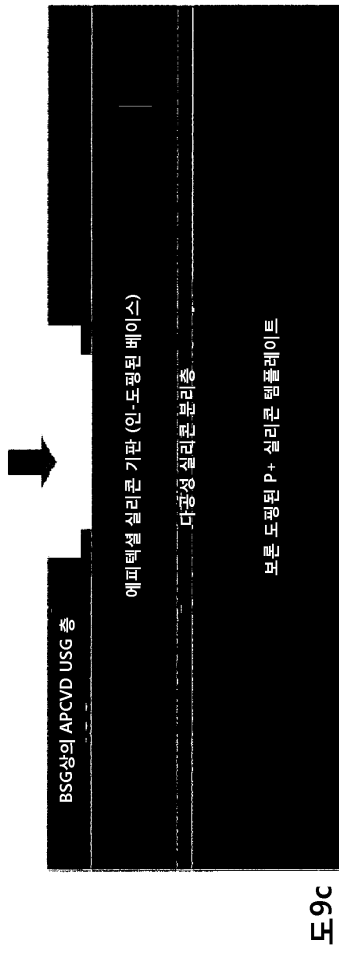 BSG상의 APCVD USG 층
에피택셜 실리콘 기판 (인-도핑된 베이스)
다공성 실리콘 분리층
보론 도핑된 P+ 실리콘 템플레이트
도9c